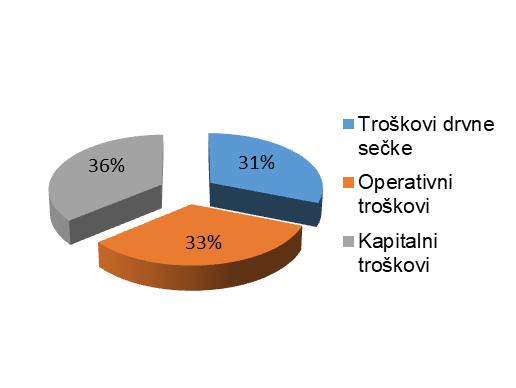 36%
31%
33%
Troškovi drvne
sečke
Operativni
troškovi
Kapitalni
troškovi